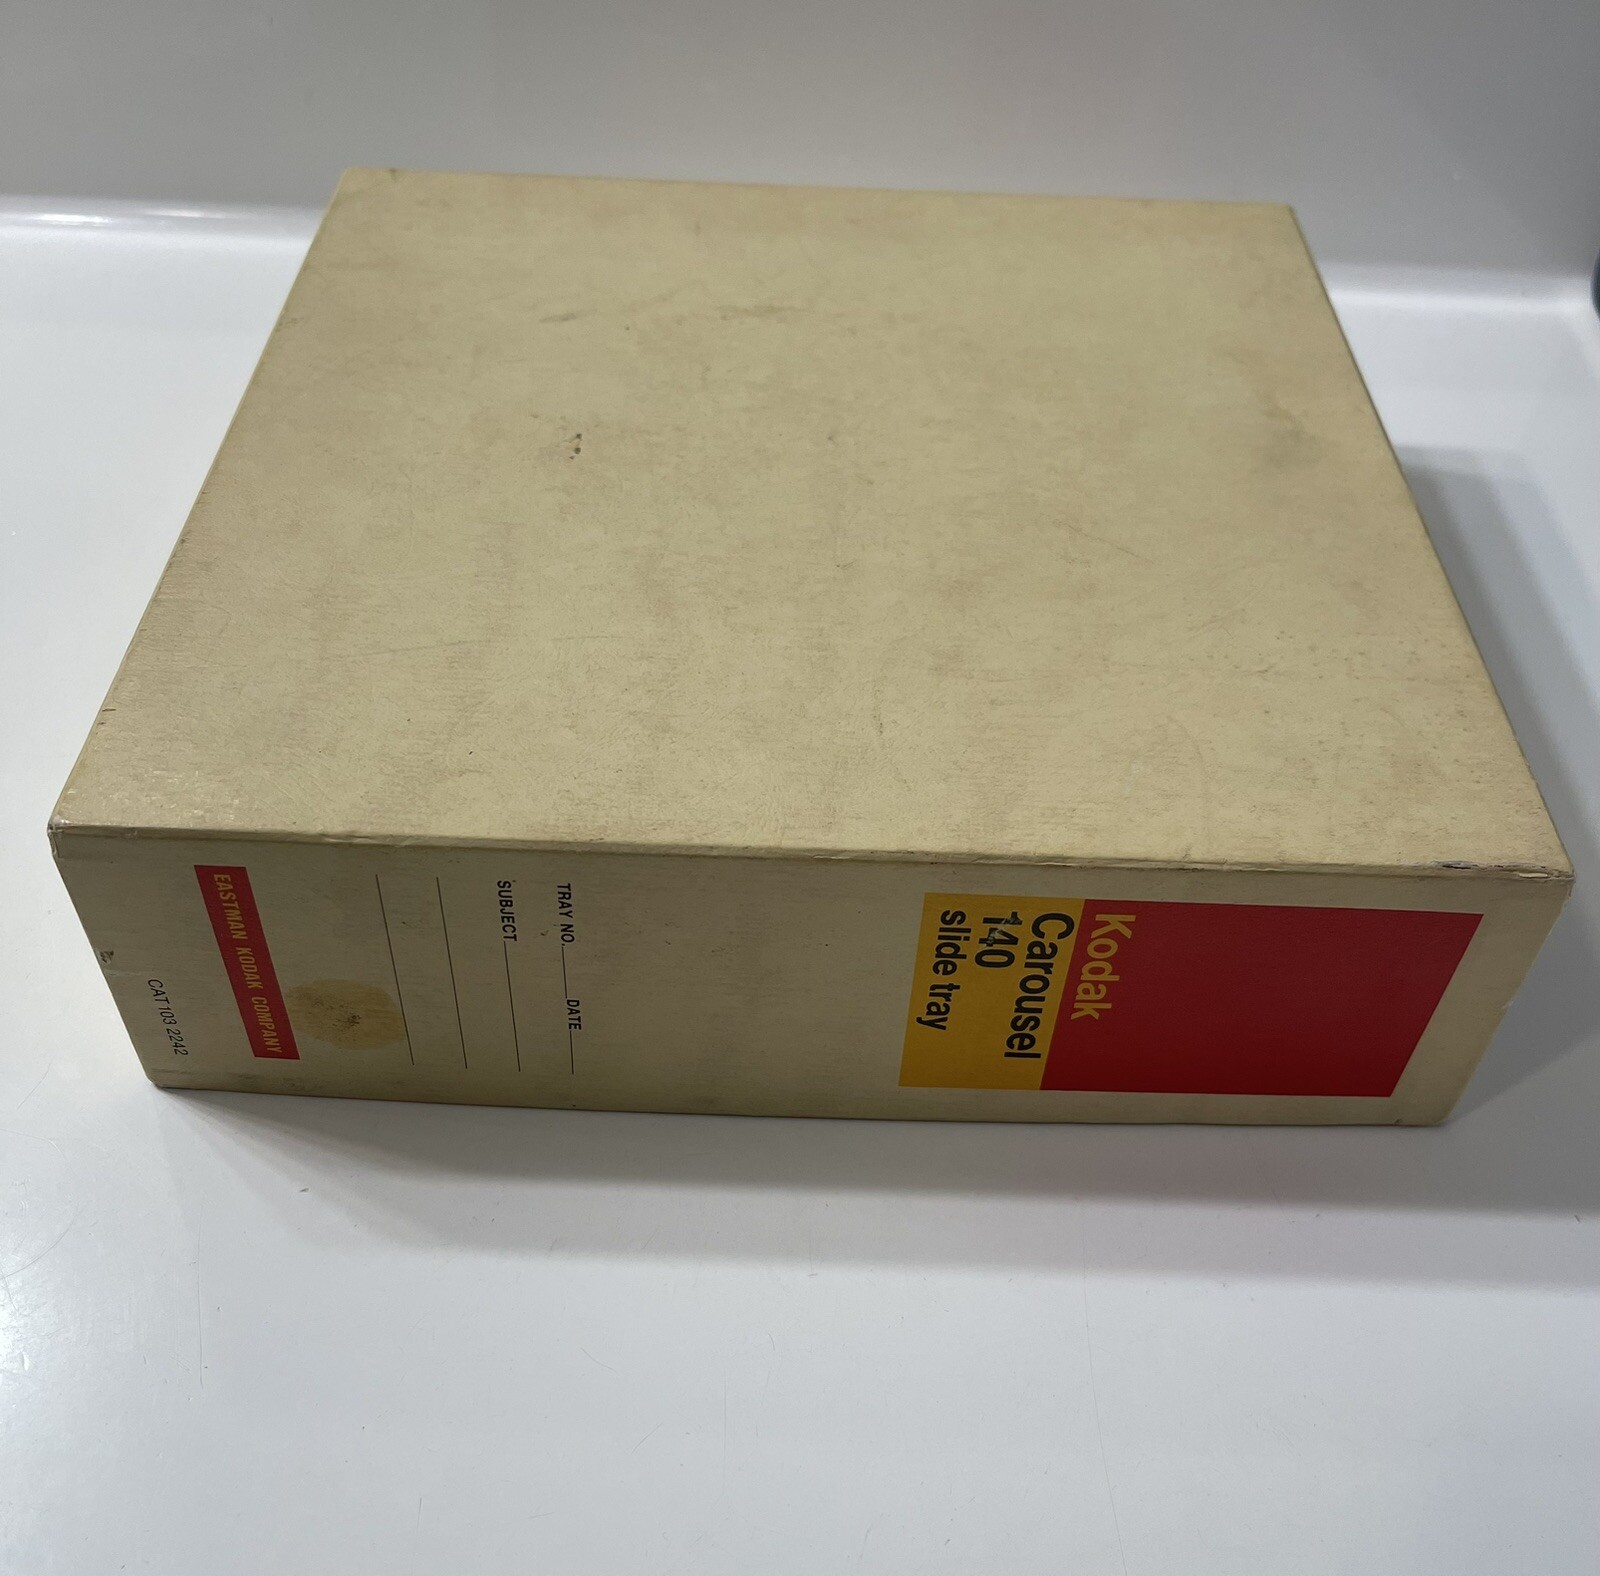 Kodak
Carousel
140
slide tray
TRAY NO.      DATE
SUBJECT
EASTMAN KODAK COMPANY
CAT 103 2242